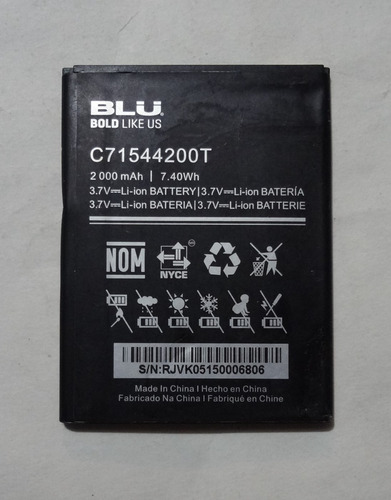 BLU
BOLD LIKE US
C71544200T
2 000 mAh | 7.40Wh
3.7V⎓Li-ion BATTERY | 3.7V⎓Li-ion BATERÍA
3.7V⎓Li-ion BATERIA | 3.7V⎓Li-ion BATTERIE
NOM
NYCE
S/N:RJVK05150006806
Made In China I Hecho en China
Fabricado Na China I Fabriqué en Chine